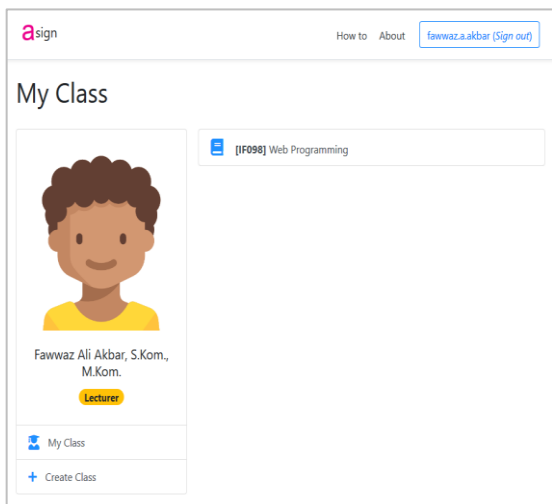 asign
How to About fawwaz.a.akbar (Sign out)
My Class
[IF098] Web Programming
Fawwaz Ali Akbar, S.Kom.,
M.Kom.
Lecturer
My Class
+ Create Class